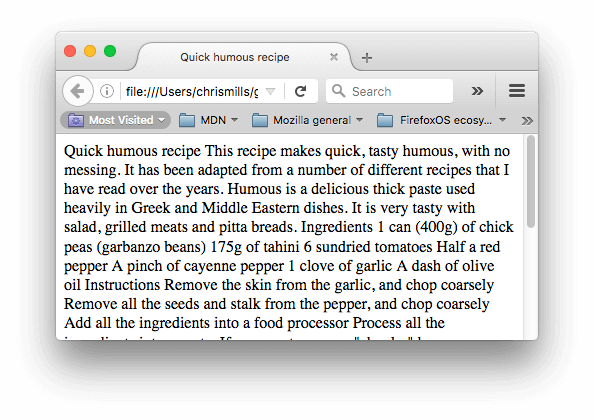 Quick humous recipe
file:///Users/chrismills/g
Search
Most Visited
MDN
Mozilla general
FirefoxOS ecosy...
Quick humous recipe This recipe makes quick, tasty humous, with no
messing. It has been adapted from a number of different recipes that I
have read over the years. Humous is a delicious thick paste used
heavily in Greek and Middle Eastern dishes. It is very tasty with
salad, grilled meats and pitta breads. Ingredients 1 can (400g) of chick
peas (garbanzo beans) 175g of tahini 6 sundried tomatoes Half a red
pepper A pinch of cayenne pepper 1 clove of garlic A dash of olive
oil Instructions Remove the skin from the garlic, and chop coarsely
Remove all the seeds and stalk from the pepper, and chop coarsely
Add all the ingredients into a food processor Process all the